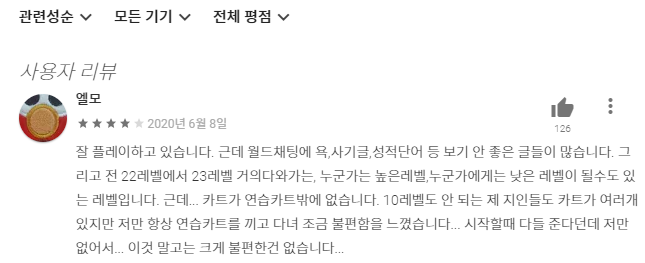 관련성순 모든 기기 전체 평점
사용자 리뷰
엘모
2020년 6월 8일
126
잘 플레이하고 있습니다. 근데 월드채팅에 욕,사기글,성적단어 등 보기 안 좋은 글들이 많습니다. 그
리고 전 22레벨에서 23레벨 거의다와가는, 누군가는 높은레벨,누군가에게는 낮은 레벨이 될수도 있
는 레벨입니다. 근데... 카트가 연습카트밖에 없습니다. 10레벨도 안 되는 제 지인들도 카트가 여러개
있지만 저만 항상 연습카트를 끼고 다녀 조금 불편함을 느꼈습니다... 시작할때 다들 준다던데 저만
없어서... 이것 말고는 크게 불편한건 없습니다...